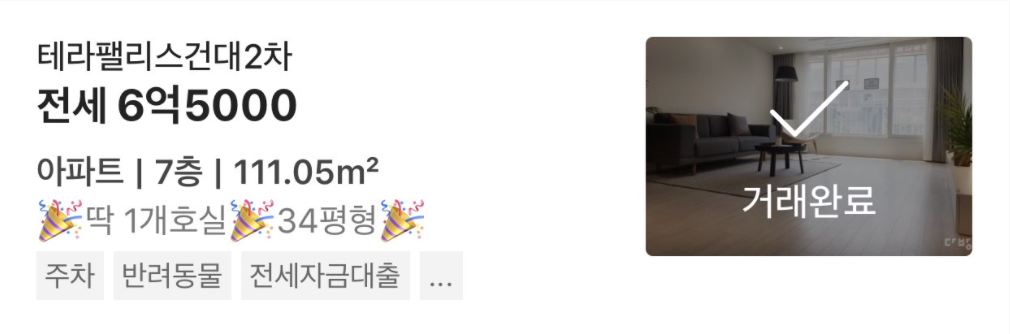 테라팰리스건대2차
전세 6억5000
아파트 | 7층 | 111.05m²
🎉딱 1개호실🎉34평형🎉
주차 반려동물 전세자금대출 ...
거래완료
다방